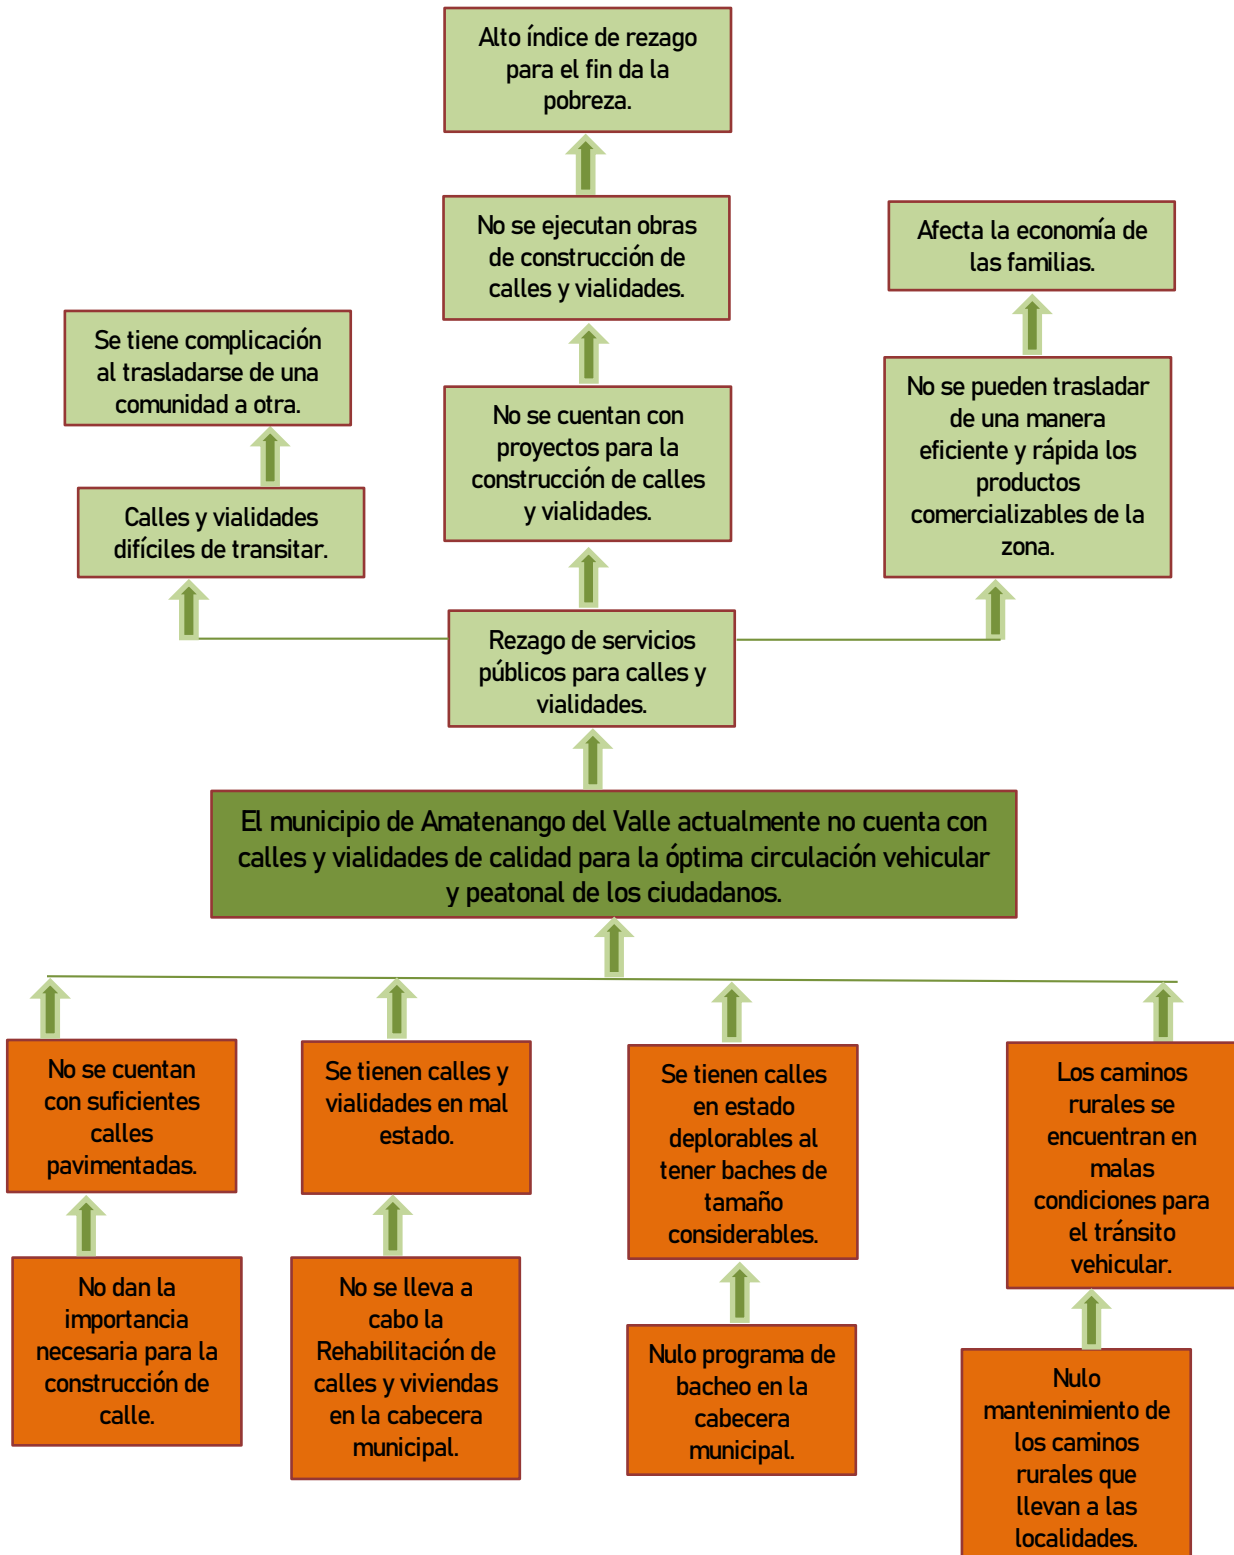 Alto índice de rezago
para el fin da la
pobreza.
No se ejecutan obras
de construcción de
calles y vialidades.
Afecta la economía de
las familias.
Se tiene complicación
al trasladarse de una
comunidad a otra.
No se cuentan con
proyectos para la
construcción de calles
y vialidades.
No se pueden trasladar
de una manera
eficiente y rápida los
productos
comercializables de la
zona.
Calles y vialidades
difíciles de transitar.
Rezago de servicios
públicos para calles y
vialidades.
El municipio de Amatenango del Valle actualmente no cuenta con
calles y vialidades de calidad para la óptima circulación vehicular
y peatonal de los ciudadanos.
No se cuentan
con suficientes
calles
pavimentadas.
Se tienen calles y
vialidades en mal
estado.
Se tienen calles
en estado
deplorables al
tener baches de
tamaño
considerables.
Los caminos
rurales se
encuentran en
malas
condiciones para
el tránsito
vehicular.
No dan la
importancia
necesaria para la
construcción de
calle.
No se lleva a
cabo la
Rehabilitación de
calles y viviendas
en la cabecera
municipal.
Nulo programa de
bacheo en la
cabecera
municipal.
Nulo
mantenimiento de
los caminos
rurales que
llevan a las
localidades.